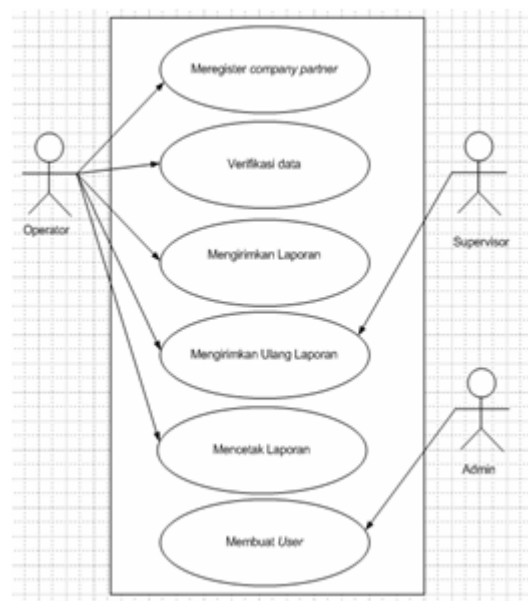 Meregister company partner
Verifikasi data
Operator
Supervisor
Mengirimkan Laporan
Mengirimkan Ulang Laporan
Mencetak Laporan
Admin
Membuat User